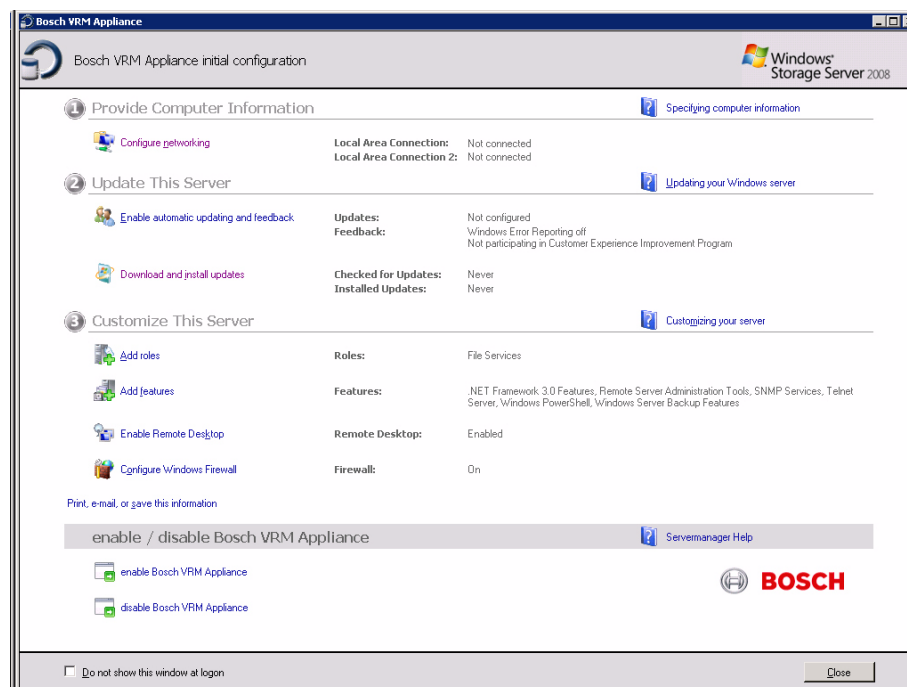 Bosch VRM Appliance
Bosch VRM Appliance initial configuration
Windows
Storage Server 2008
1 Provide Computer Information
Specifying computer information
Configure networking
Local Area Connection: Not connected
Local Area Connection 2: Not connected
2 Update This Server
Updating your Windows server
Enable automatic updating and feedback
Updates: Not configured
Feedback: Windows Error Reporting off
Not participating in Customer Experience Improvement Program
Download and install updates
Checked for Updates: Never
Installed Updates: Never
3 Customize This Server
Customizing your server
Add roles
Roles: File Services
Add features
Features: .NET Framework 3.0 Features, Remote Server Administration Tools, SNMP Services, Telnet
Server, Windows PowerShell, Windows Server Backup Features
Enable Remote Desktop
Remote Desktop: Enabled
Configure Windows Firewall
Firewall: On
Print, e-mail, or save this information
enable / disable Bosch VRM Appliance
Servermanager Help
enable Bosch VRM Appliance
BOSCH
disable Bosch VRM Appliance
Do not show this window at logon
Close